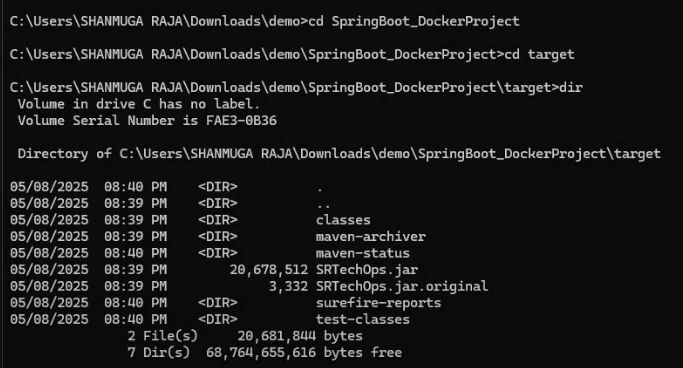 C:\Users\SHANMUGA RAJA\Downloads\demo>cd SpringBoot_DockerProject
C:\Users\SHANMUGA RAJA\Downloads\demo\SpringBoot_DockerProject>cd target
C:\Users\SHANMUGA RAJA\Downloads\demo\SpringBoot_DockerProject\target>dir
Volume in drive C has no label.
Volume Serial Number is FAE3-0B36
Directory of C:\Users\SHANMUGA RAJA\Downloads\demo\SpringBoot_DockerProject\target
05/08/2025  08:40 PM    <DIR>          .
05/08/2025  08:39 PM    <DIR>          ..
05/08/2025  08:39 PM    <DIR>          classes
05/08/2025  08:39 PM    <DIR>          maven-archiver
05/08/2025  08:40 PM    <DIR>          maven-status
05/08/2025  08:39 PM        20,678,512 SRTechOps.jar
05/08/2025  08:39 PM             3,332 SRTechOps.jar.original
05/08/2025  08:40 PM    <DIR>          surefire-reports
05/08/2025  08:40 PM    <DIR>          test-classes
2 File(s)     20,681,844 bytes
7 Dir(s)  68,764,655,616 bytes free